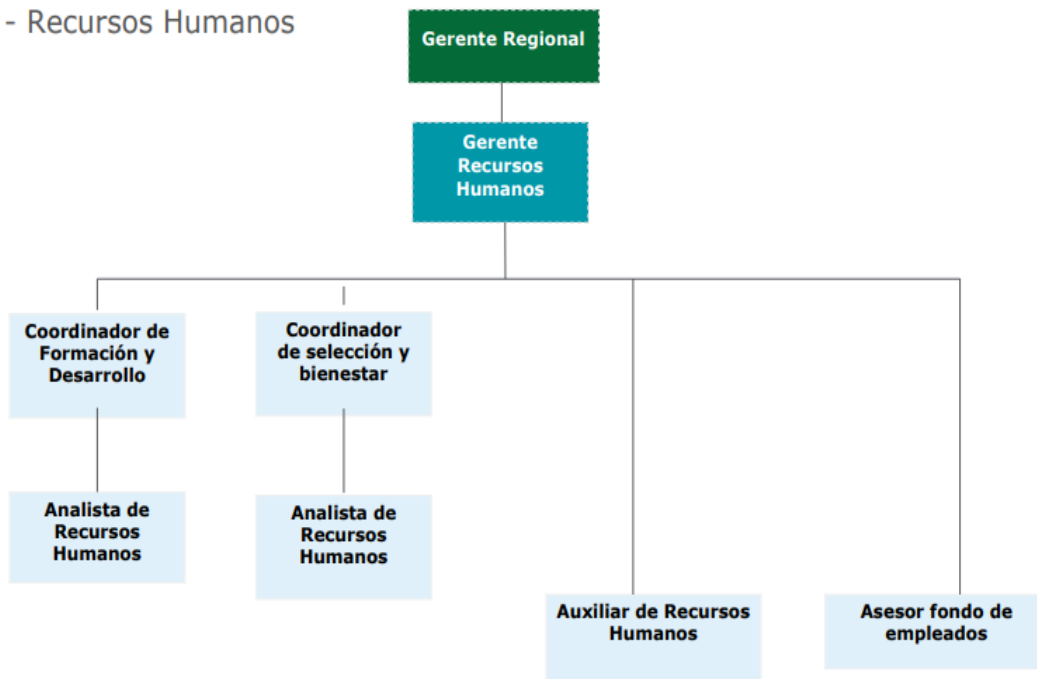 - Recursos Humanos
Gerente Regional
Gerente
Recursos
Humanos
Coordinador de
Formación y
Desarrollo
Coordinador
de selección y
bienestar
Analista de
Recursos
Humanos
Analista de
Recursos
Humanos
Auxiliar de Recursos
Humanos
Asesor fondo de
empleados